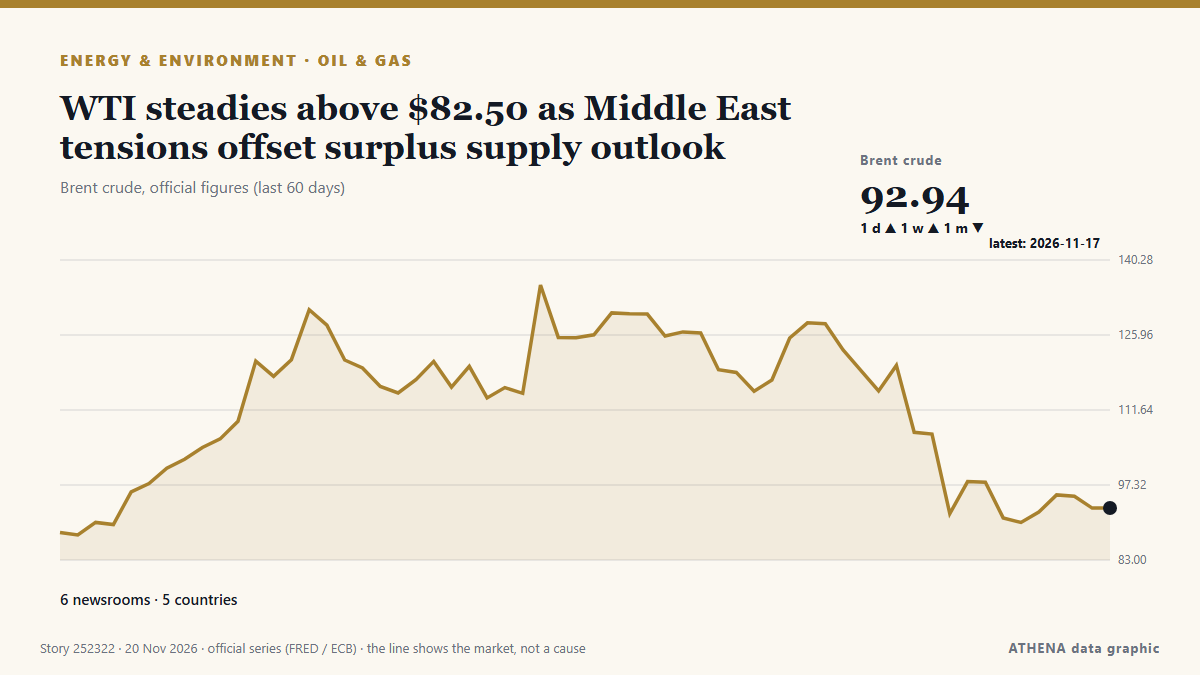 ENERGY & ENVIRONMENT · OIL & GAS
WTI steadies above $82.50 as Middle East
tensions offset surplus supply outlook
Brent crude, official figures (last 60 days)
Brent crude
92.94
1 d ▲ 1 w ▲ 1 m ▼
latest: 2026-11-17
140.28
125.96
111.64
97.32
83.00
6 newsrooms · 5 countries
Story 252322 · 20 Nov 2026 · official series (FRED / ECB) · the line shows the market, not a cause
ATHENA data graphic